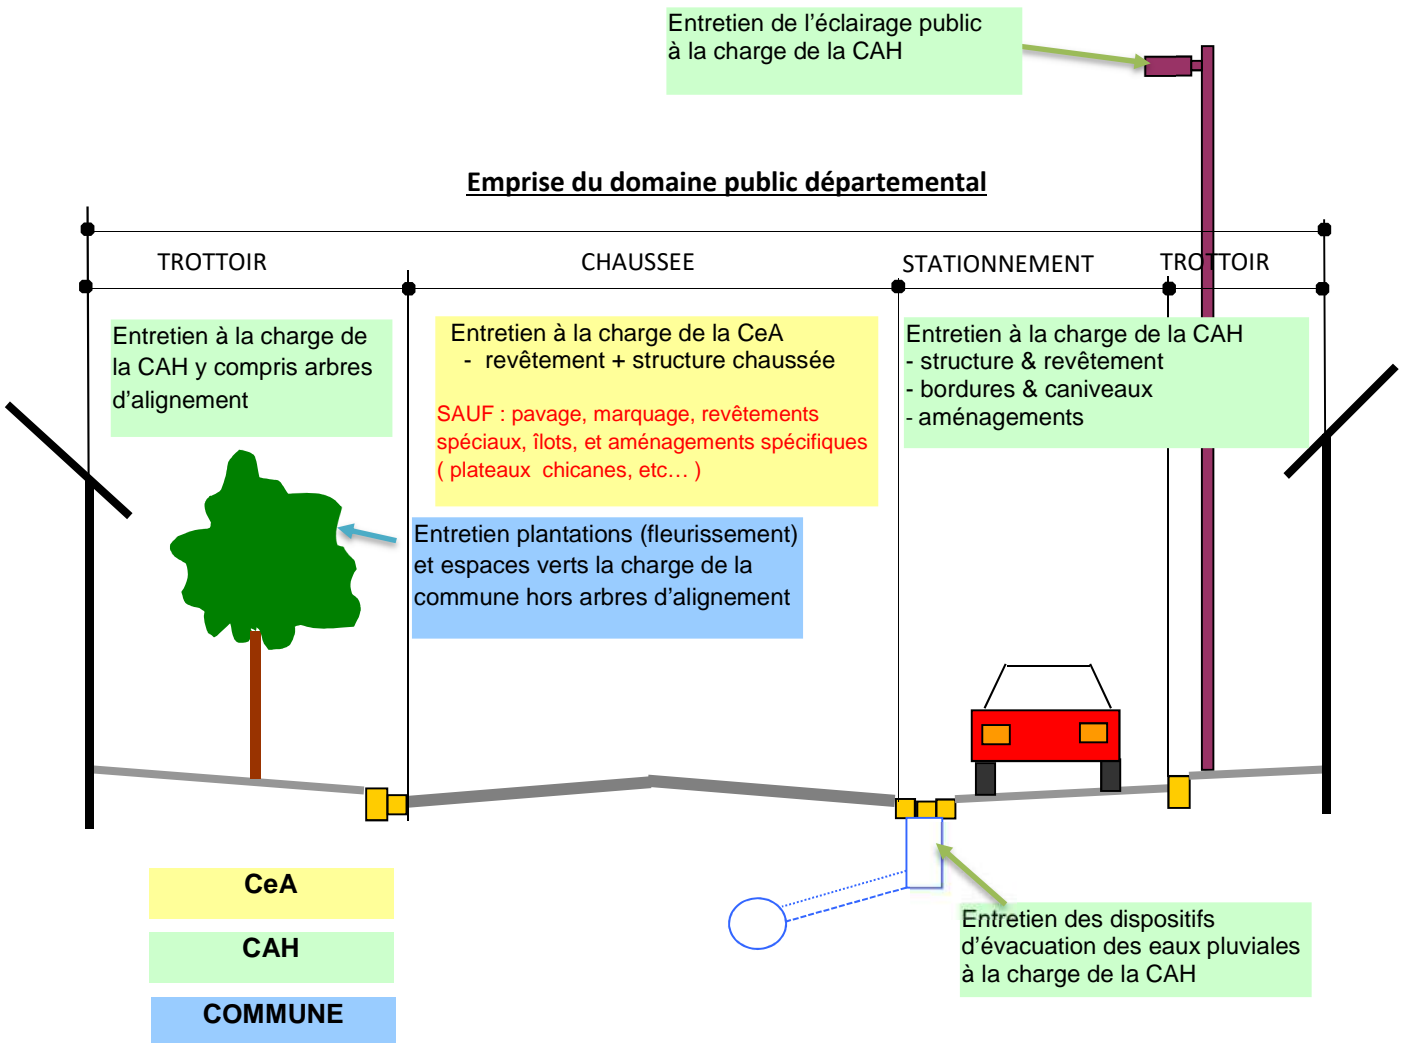 Entretien de l'éclairage public
à la charge de la CAH
Emprise du domaine public départemental
TROTTOIR
CHAUSSEE
STATIONNEMENT
TROTTOIR
Entretien à la charge de
la CAH y compris arbres
d'alignement
Entretien à la charge de la CeA
- revêtement + structure chaussée
SAUF : pavage, marquage, revêtements
spéciaux, îlots, et aménagements spécifiques
( plateaux chicanes, etc… )
Entretien à la charge de la CAH
- structure & revêtement
- bordures & caniveaux
- aménagements
Entretien plantations (fleurissement)
et espaces verts la charge de la
commune hors arbres d'alignement
CeA
CAH
COMMUNE
Entretien des dispositifs
d'évacuation des eaux pluviales
à la charge de la CAH